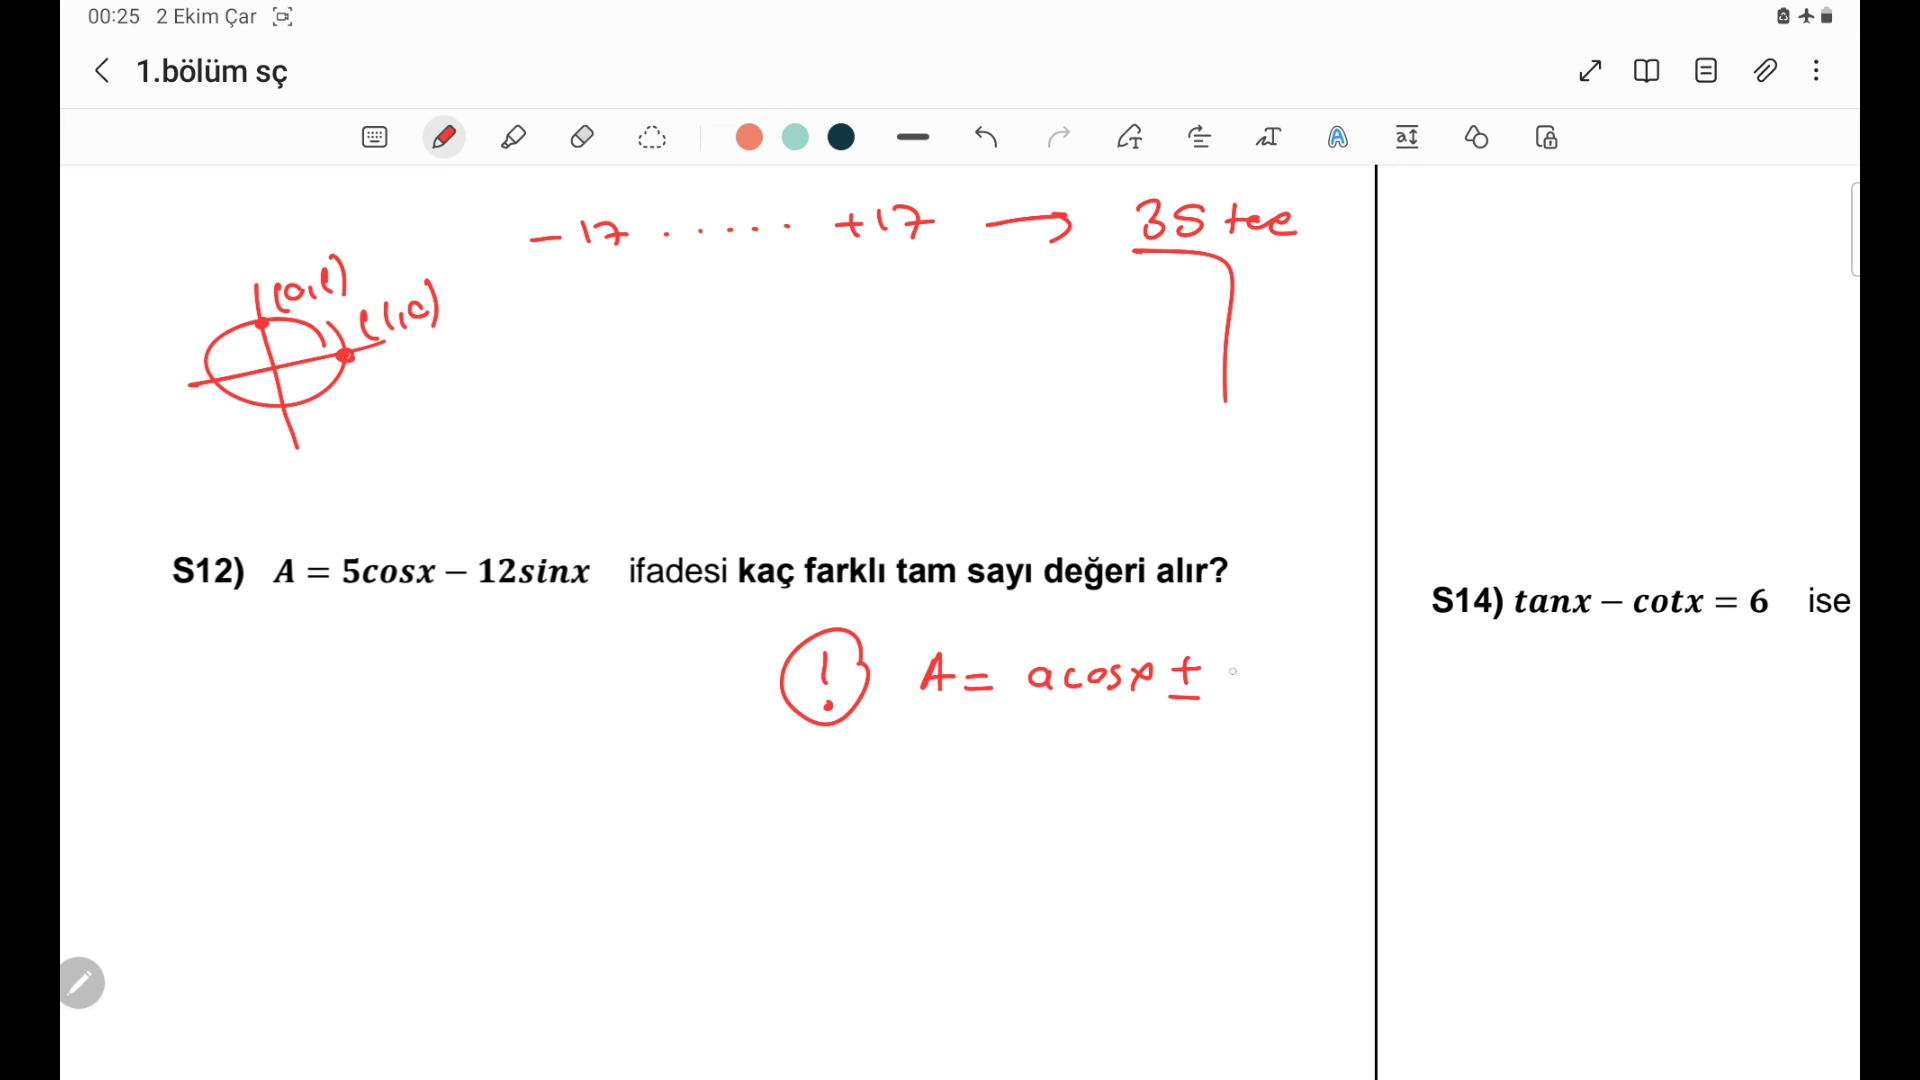 00:25 2 Ekim Çar
1.bölüm sç
-17 ...... +17 → 35 tee
(0,1)
(1,0)
S12) A = 5cosx − 12sinx ifadesi kaç farklı tam sayı değeri alır?
! A = acosx ±
S14) tanx − cotx = 6 ise